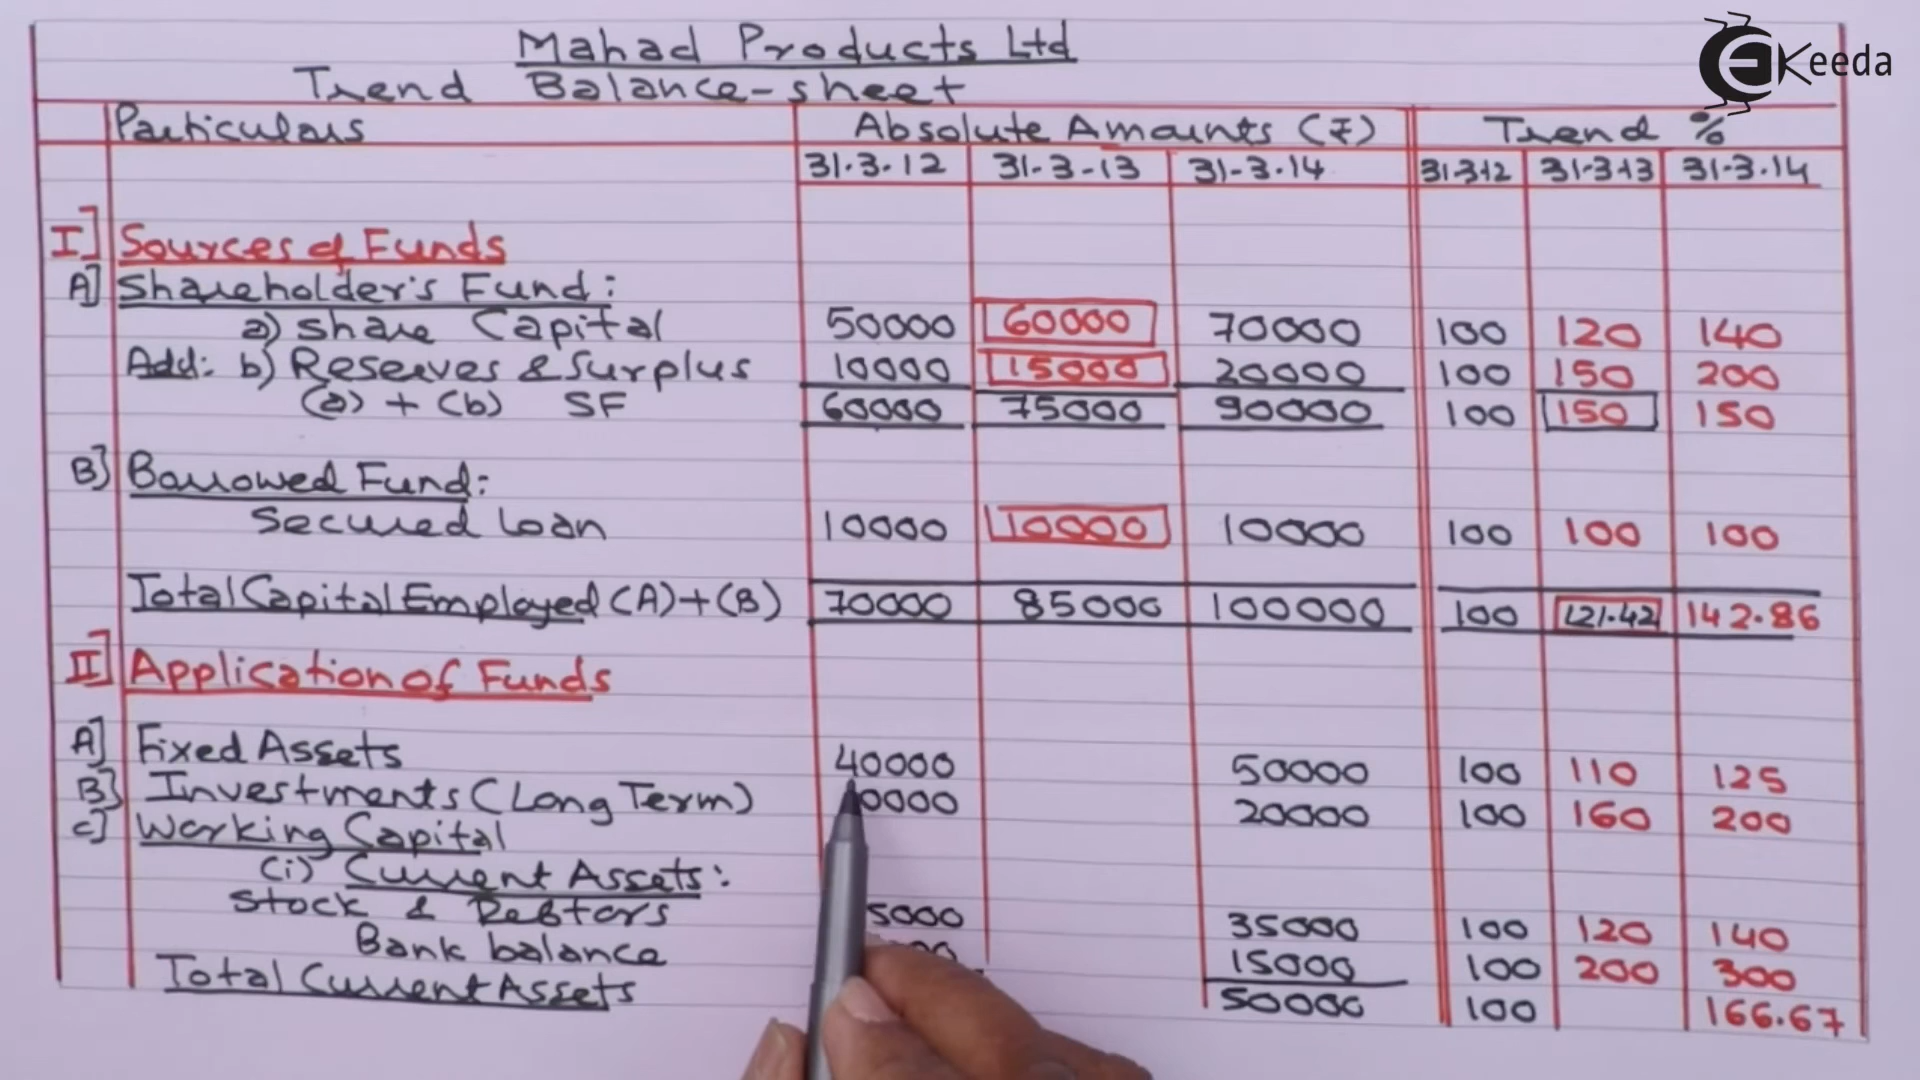 Mahad Products Ltd
Trend Balance-sheet
Keeda
Particulars Absolute Amounts (₹) Trend %
31.3.12 31-3-13 31-3.14 31.3.12 31.3.13 31-3.14
I] Sources of Funds
A] Shareholder's Fund:
a) Share Capital 50000 60000 70000 100 120 140
Add: b) Reserves & Surplus 10000 15000 20000 100 150 200
(a) + (b) SF 60000 75000 90000 100 150 150
B] Borrowed Fund:
Secured Loan 10000 10000 10000 100 100 100
Total Capital Employed (A)+(B) 70000 85000 100000 100 121.42 142.86
II] Application of Funds
A] Fixed Assets 40000 50000 100 110 125
B] Investments (Long Term) 0000 20000 100 160 200
C] Working Capital
(i) Current Assets:
Stock & Debtors 5000 35000 100 120 140
Bank balance 15000 100 200 300
Total Current Assets 50000 100 166.67